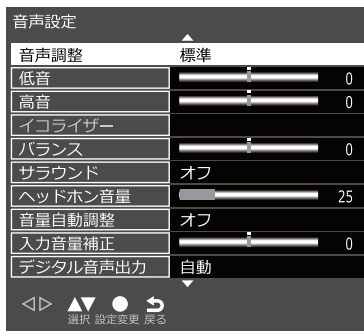 音声設定
音声調整 標準
低音 0
高音 0
イコライザー
バランス 0
サラウンド オフ
ヘッドホン音量 25
音量自動調整 オフ
入力音量補正 0
デジタル音声出力 自動
選択 設定変更 戻る